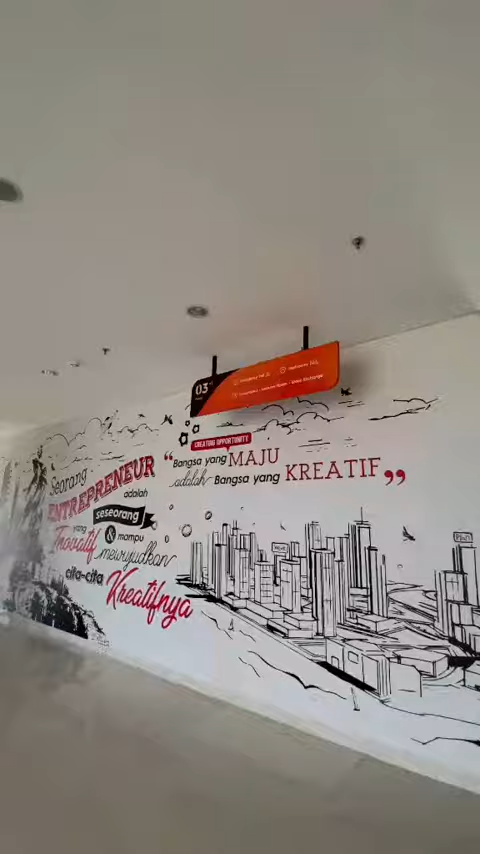 03
CREATING OPPORTUNITY
“Bangsa yang MAJU
adalah Bangsa yang KREATIF„
Seorang
ENTREPRENEUR
adalah
seseorang
yang
Inovatif & mampu
mewujudkan
cita-cita
Kreatifnya